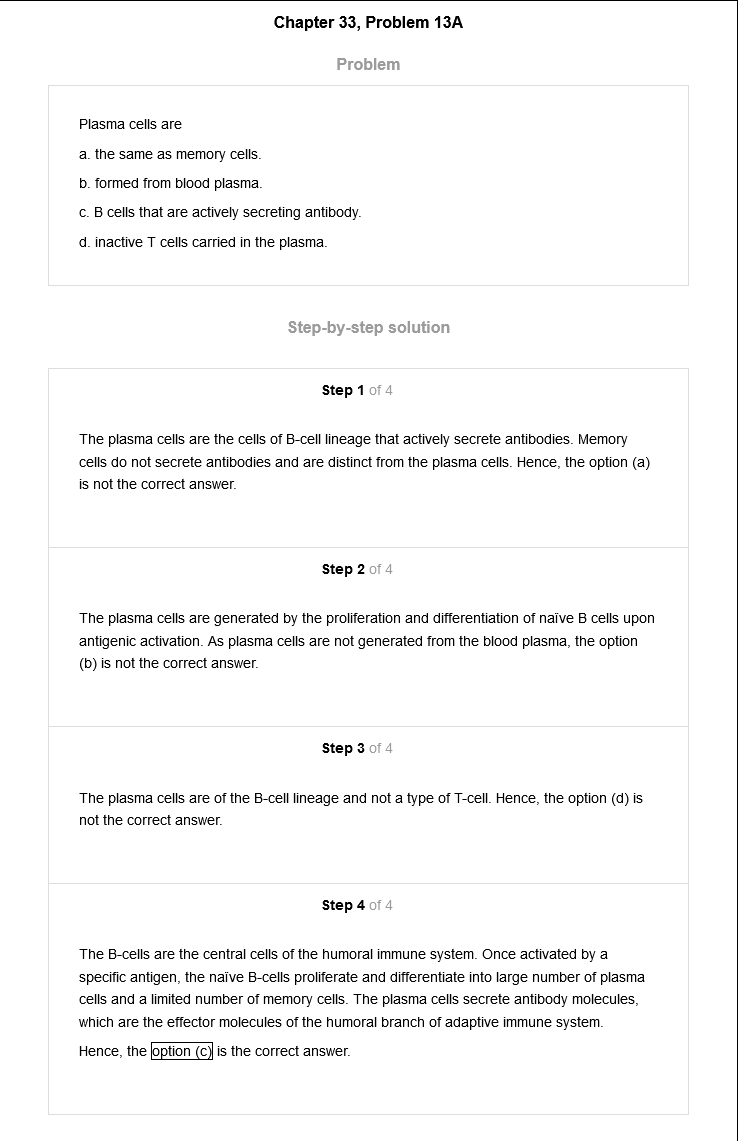 Chapter 33, Problem 13A
Problem
Plasma cells are
a. the same as memory cells.
b. formed from blood plasma.
c. B cells that are actively secreting antibody.
d. inactive T cells carried in the plasma.
Step-by-step solution
Step 1 of 4
The plasma cells are the cells of B-cell lineage that actively secrete antibodies. Memory
cells do not secrete antibodies and are distinct from the plasma cells. Hence, the option (a)
is not the correct answer.
Step 2 of 4
The plasma cells are generated by the proliferation and differentiation of naïve B cells upon
antigenic activation. As plasma cells are not generated from the blood plasma, the option
(b) is not the correct answer.
Step 3 of 4
The plasma cells are of the B-cell lineage and not a type of T-cell. Hence, the option (d) is
not the correct answer.
Step 4 of 4
The B-cells are the central cells of the humoral immune system. Once activated by a
specific antigen, the naïve B-cells proliferate and differentiate into large number of plasma
cells and a limited number of memory cells. The plasma cells secrete antibody molecules,
which are the effector molecules of the humoral branch of adaptive immune system.
Hence, the option (c) is the correct answer.